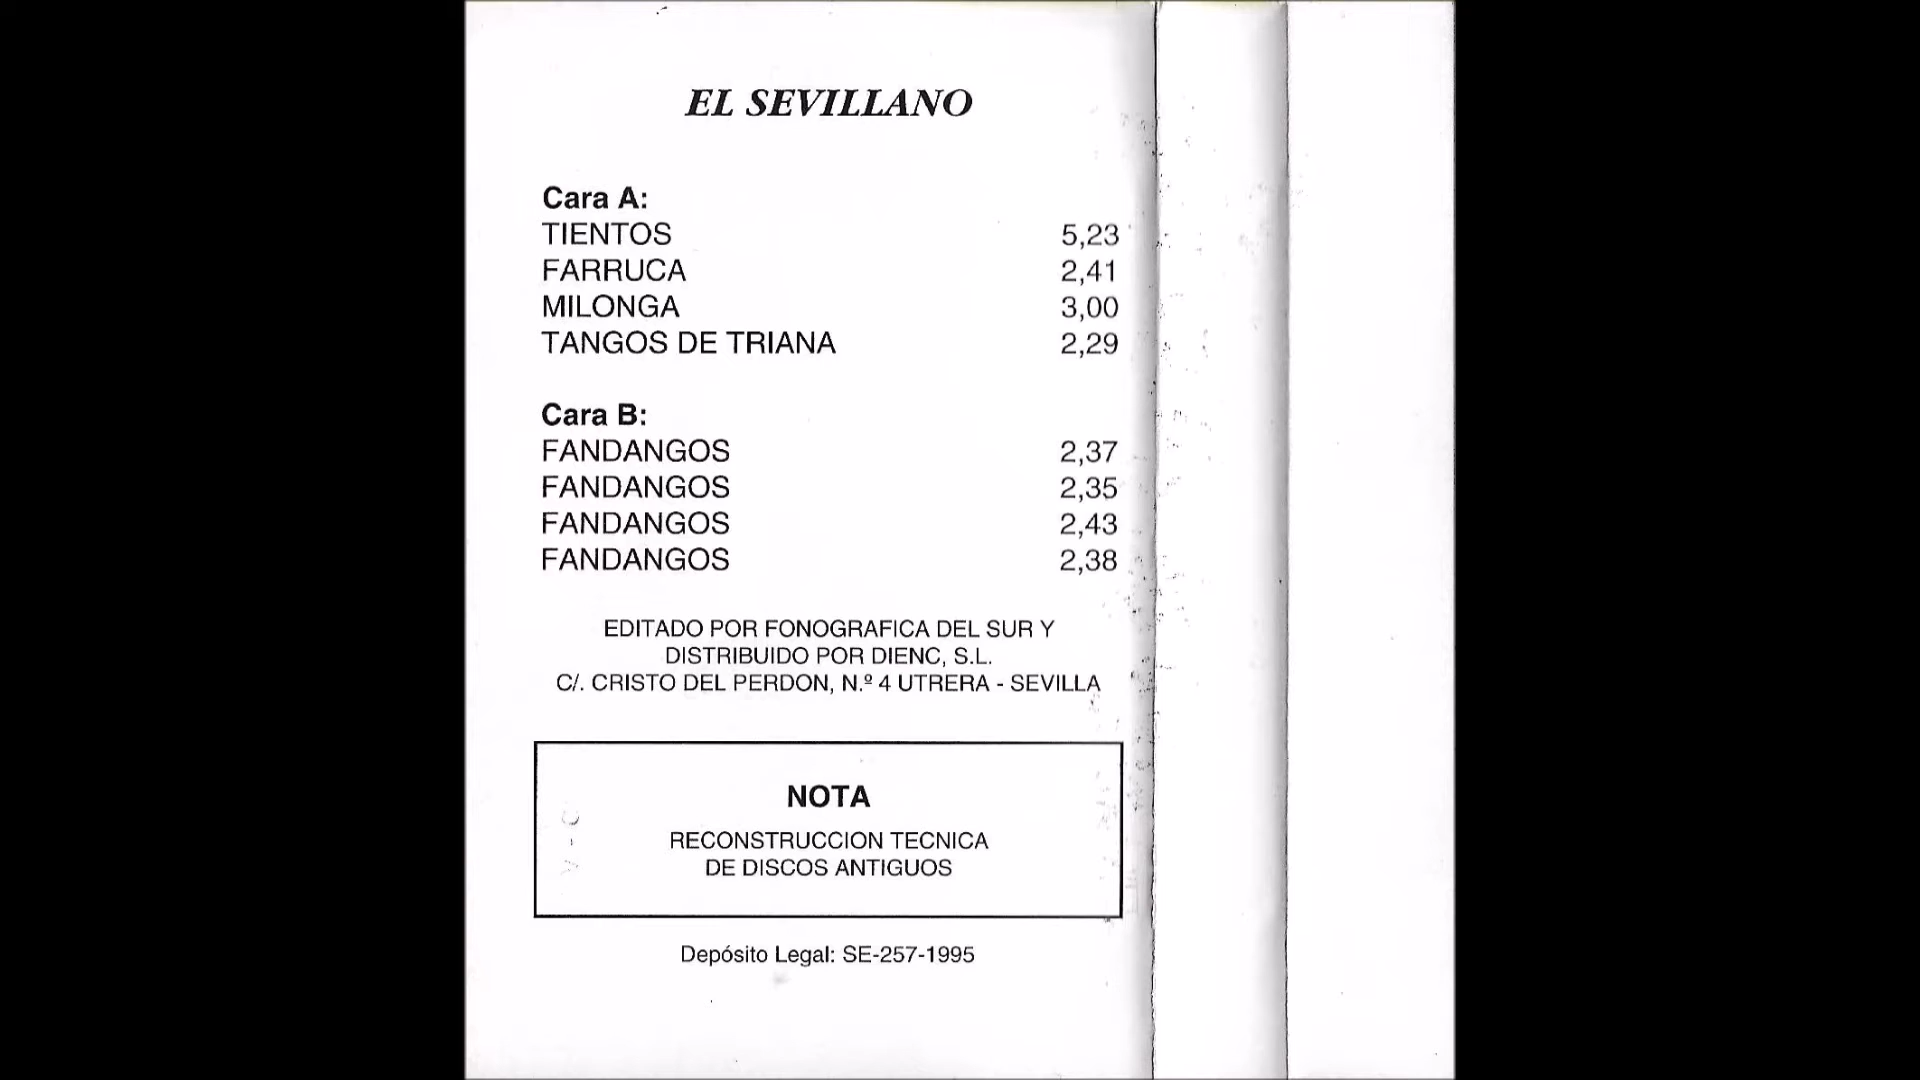 EL SEVILLANO
Cara A:
TIENTOS 5,23
FARRUCA 2,41
MILONGA 3,00
TANGOS DE TRIANA 2,29
Cara B:
FANDANGOS 2,37
FANDANGOS 2,35
FANDANGOS 2,43
FANDANGOS 2,38
EDITADO POR FONOGRAFICA DEL SUR Y
DISTRIBUIDO POR DIENC, S.L.
C/. CRISTO DEL PERDON, N.º 4 UTRERA - SEVILLA
NOTA
RECONSTRUCCION TECNICA
DE DISCOS ANTIGUOS
Depósito Legal: SE-257-1995